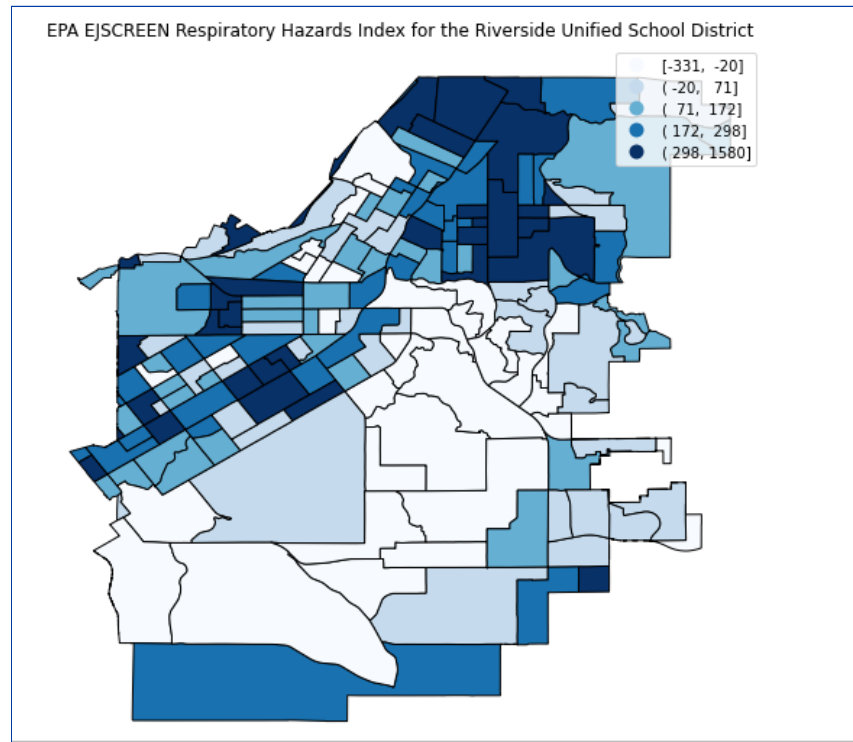 EPA EJSCREEN Respiratory Hazards Index for the Riverside Unified School District
[-331, -20]
( -20, 71]
( 71, 172]
( 172, 298]
( 298, 1580]